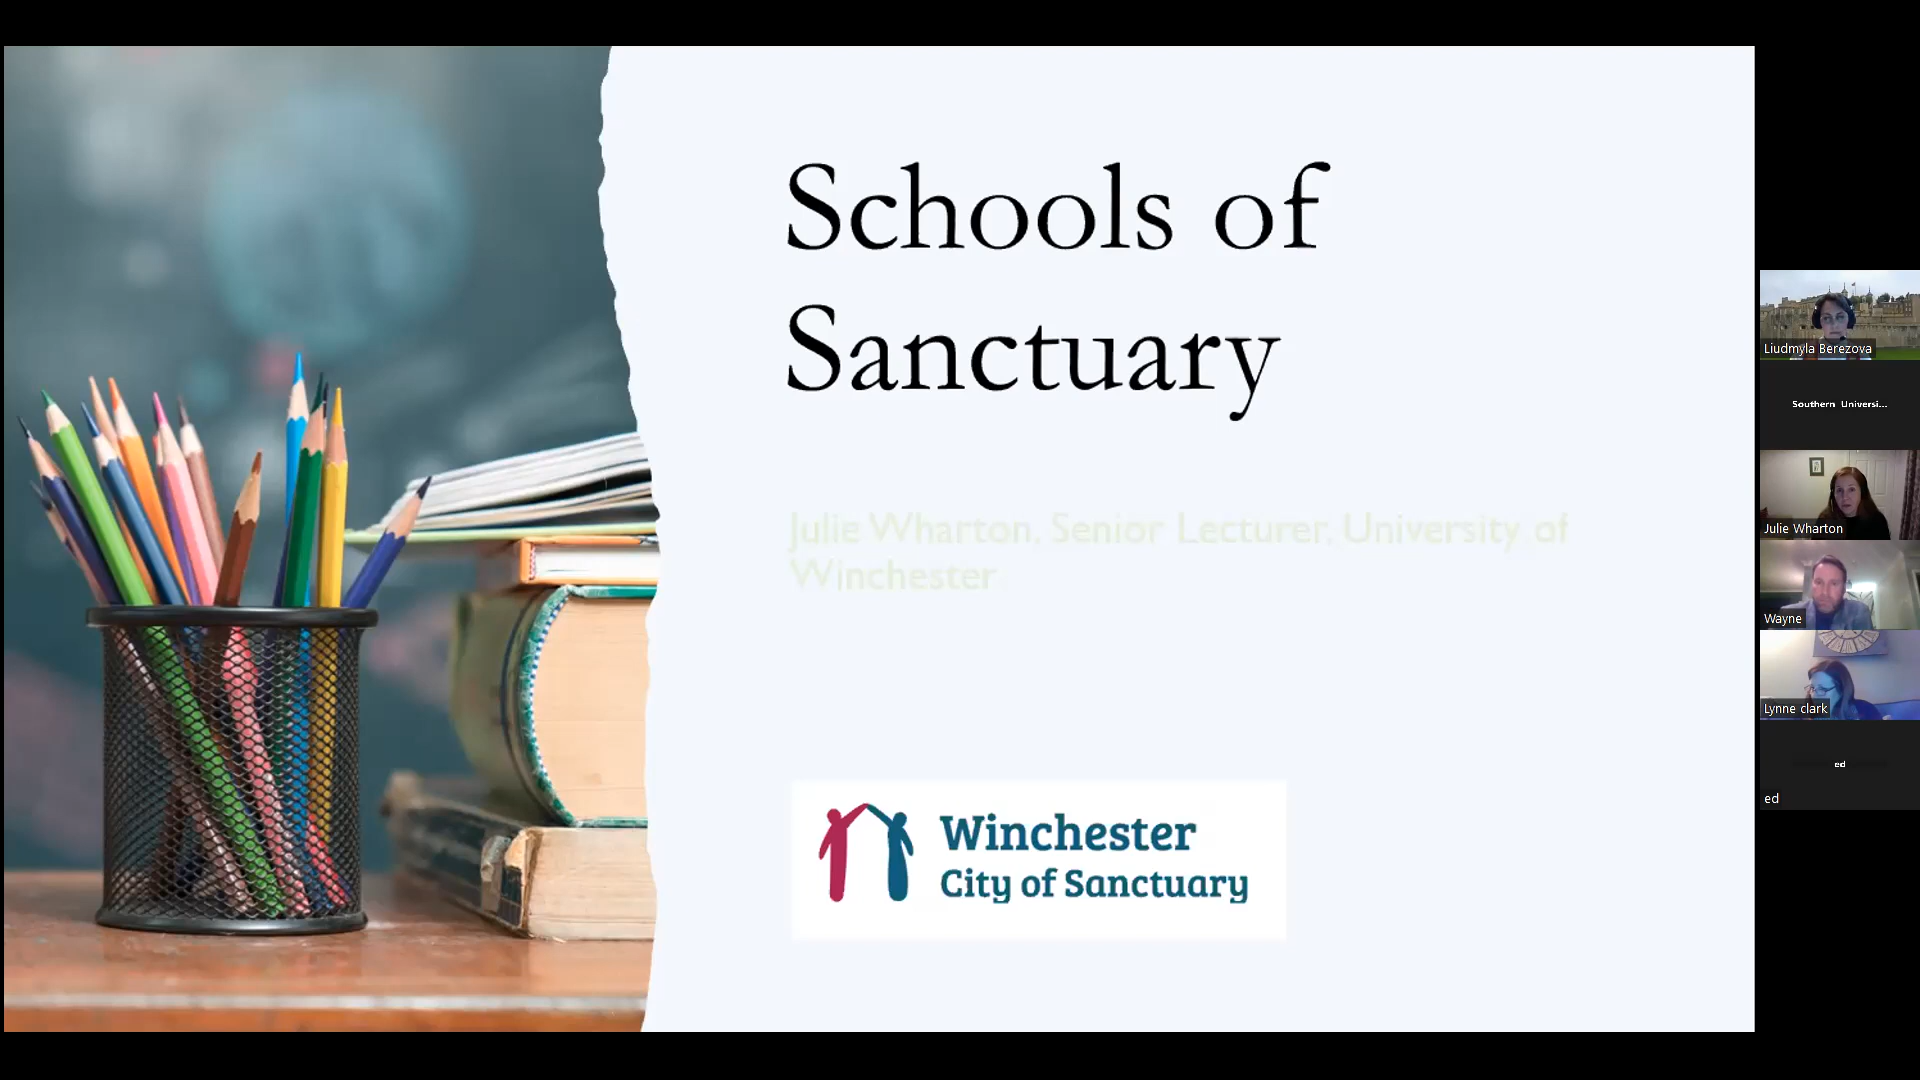 Schools of
Sanctuary
Julie Wharton, Senior Lecturer, University of
Winchester
Winchester
City of Sanctuary
Liudmyla Berezova
Southern Universi...
Julie Wharton
Wayne
Lynne clark
ed
ed